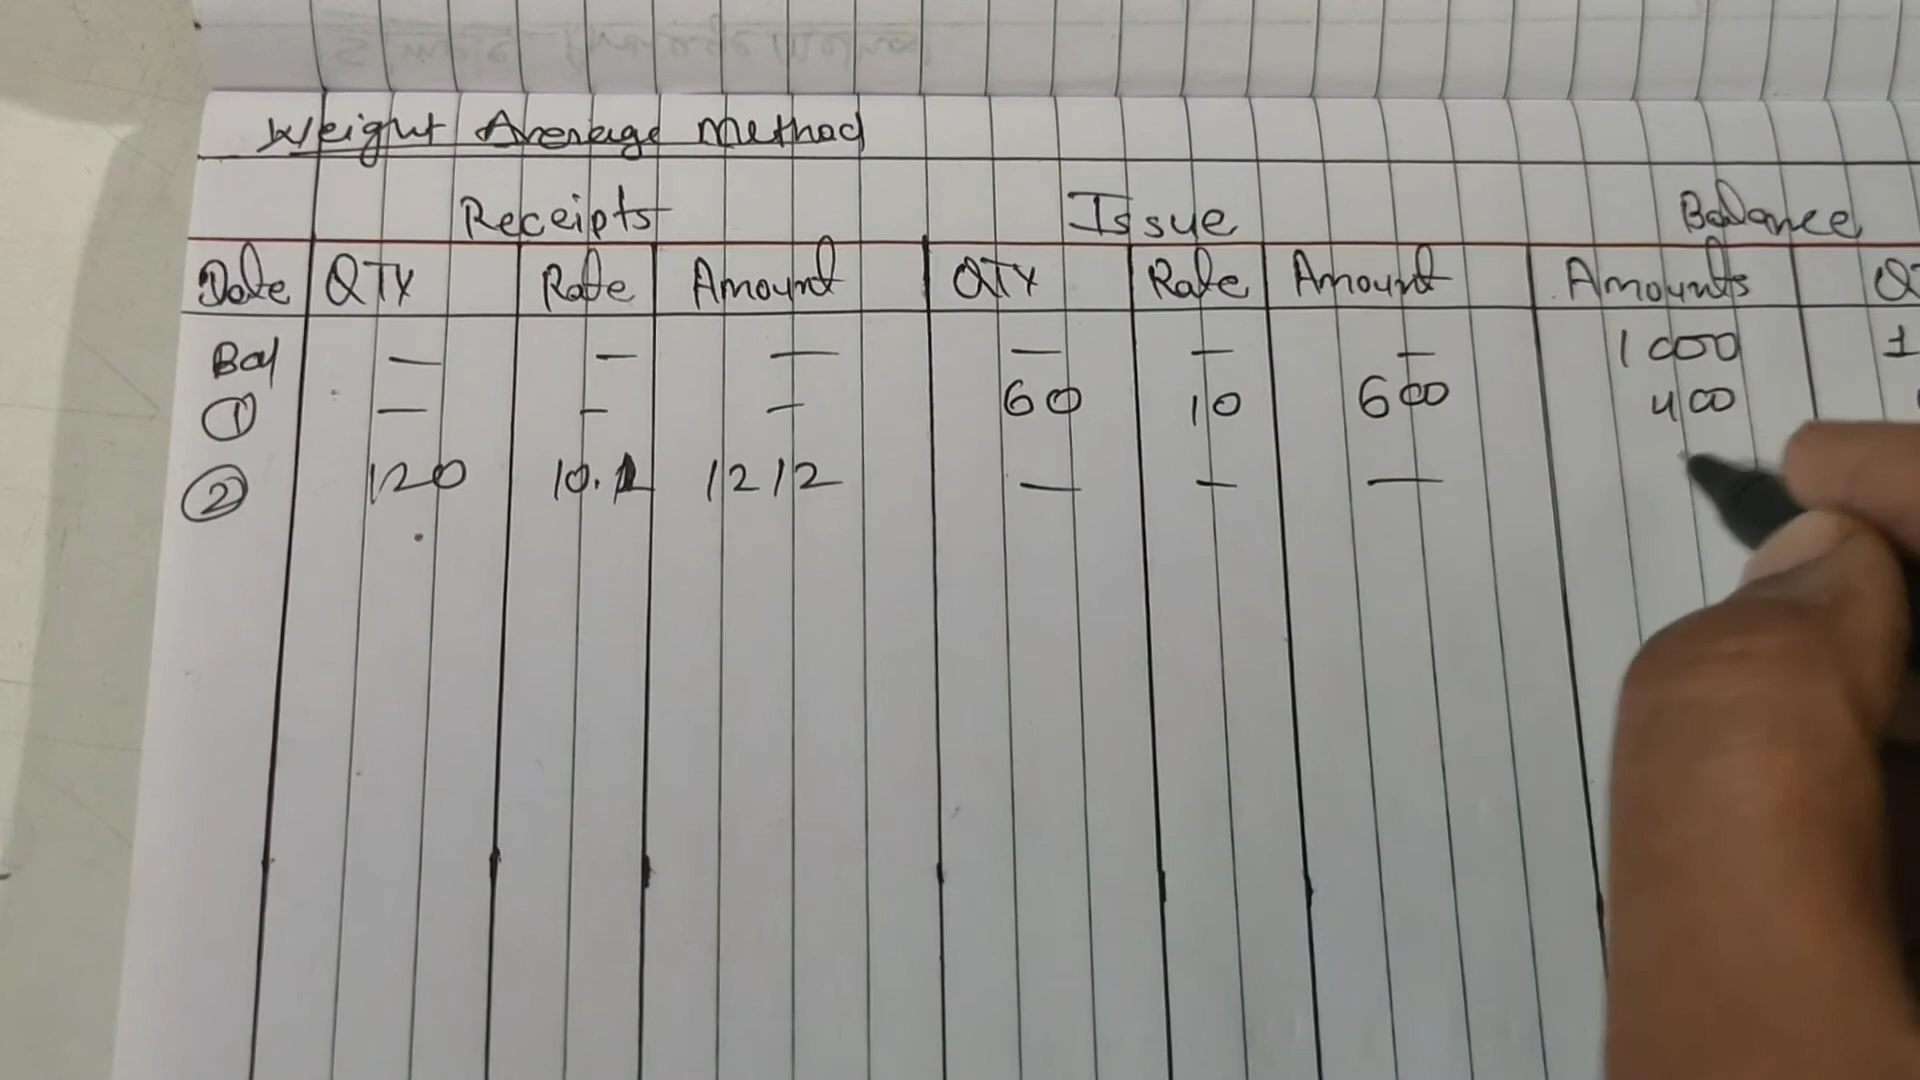 Weight Average Method
Receipts Issue Balance
Date QTY Rate Amount QTY Rate Amount Amounts
Bal — — — — — — 1000 1
① — — — 60 10 600 400
② 120 10.1 1212 — — —